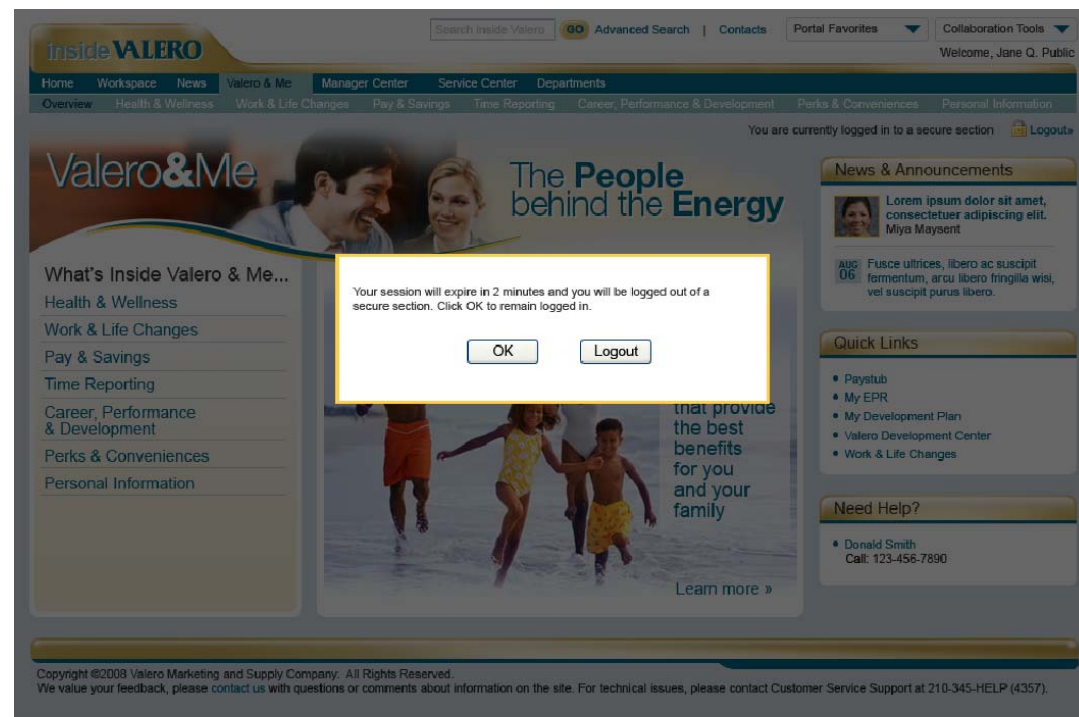 Search Inside Valero GO Advanced Search | Contacts Portal Favorites Collaboration Tools
inside VALERO
Welcome, Jane Q. Public
Home Workspace News Valero & Me Manager Center Service Center Departments
Overview Health & Wellness Work & Life Changes Pay & Savings Time Reporting Career, Performance & Development Perks & Conveniences Personal Information
You are currently logged in to a secure section Logout»
Valero&Me
The People
behind the Energy
What's Inside Valero & Me...
Health & Wellness
Work & Life Changes
Pay & Savings
Time Reporting
Career, Performance
& Development
Perks & Conveniences
Personal Information
Your session will expire in 2 minutes and you will be logged out of a
secure section. Click OK to remain logged in.
OK Logout
that provide
the best
benefits
for you
and your
family
Learn more »
News & Announcements
Lorem ipsum dolor sit amet,
consectetuer adipiscing elit.
Miya Maysent
AUG
06
Fusce ultrices, libero ac suscipit
fermentum, arcu libero fringilla wisi,
vel suscipit purus libero.
Quick Links
Paystub
My EPR
My Development Plan
Valero Development Center
Work & Life Changes
Need Help?
Donald Smith
Call: 123-456-7890
Copyright ©2008 Valero Marketing and Supply Company. All Rights Reserved.
We value your feedback, please contact us with questions or comments about information on the site. For technical issues, please contact Customer Service Support at 210-345-HELP (4357).